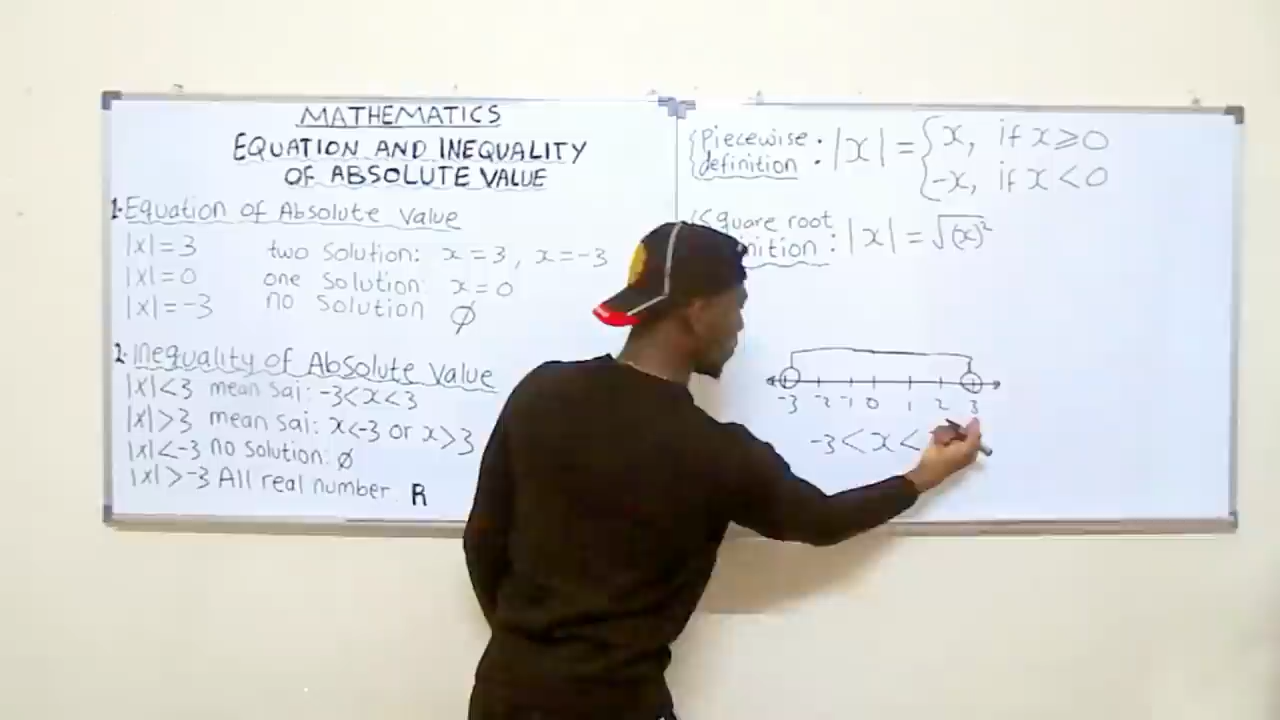 MATHEMATICS
EQUATION AND INEQUALITY
OF ABSOLUTE VALUE
1. Equation of Absolute Value
|x|=3 two solution: x=3, x=-3
|x|=0 one solution: x=0
|x|=-3 no solution ∅
2. Inequality of Absolute Value
|x|<3 mean sai: -3<x<3
|x|>3 mean sai: x<-3 or x>3
|x|<-3 no solution: ∅
|x|>-3 All real number. R
Piecewise
definition : |x| = { x, if x⩾0
-x, if x<0
Square root
: |x| = √(x)²
-3 -2 -1 0 1 2 3
-3 < x <